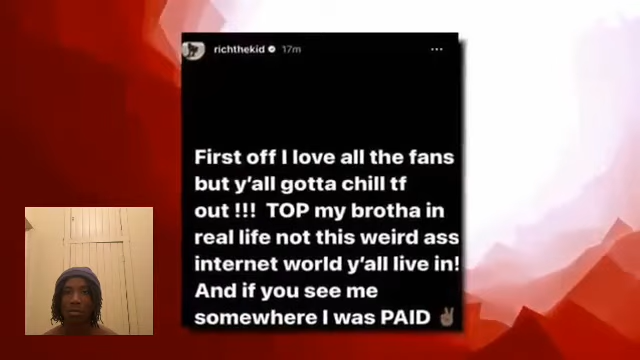 richthekid 17m
First off I love all the fans
but y'all gotta chill tf
out !!! TOP my brotha in
real life not this weird ass
internet world y'all live in!
And if you see me
somewhere I was PAID ✌🏿